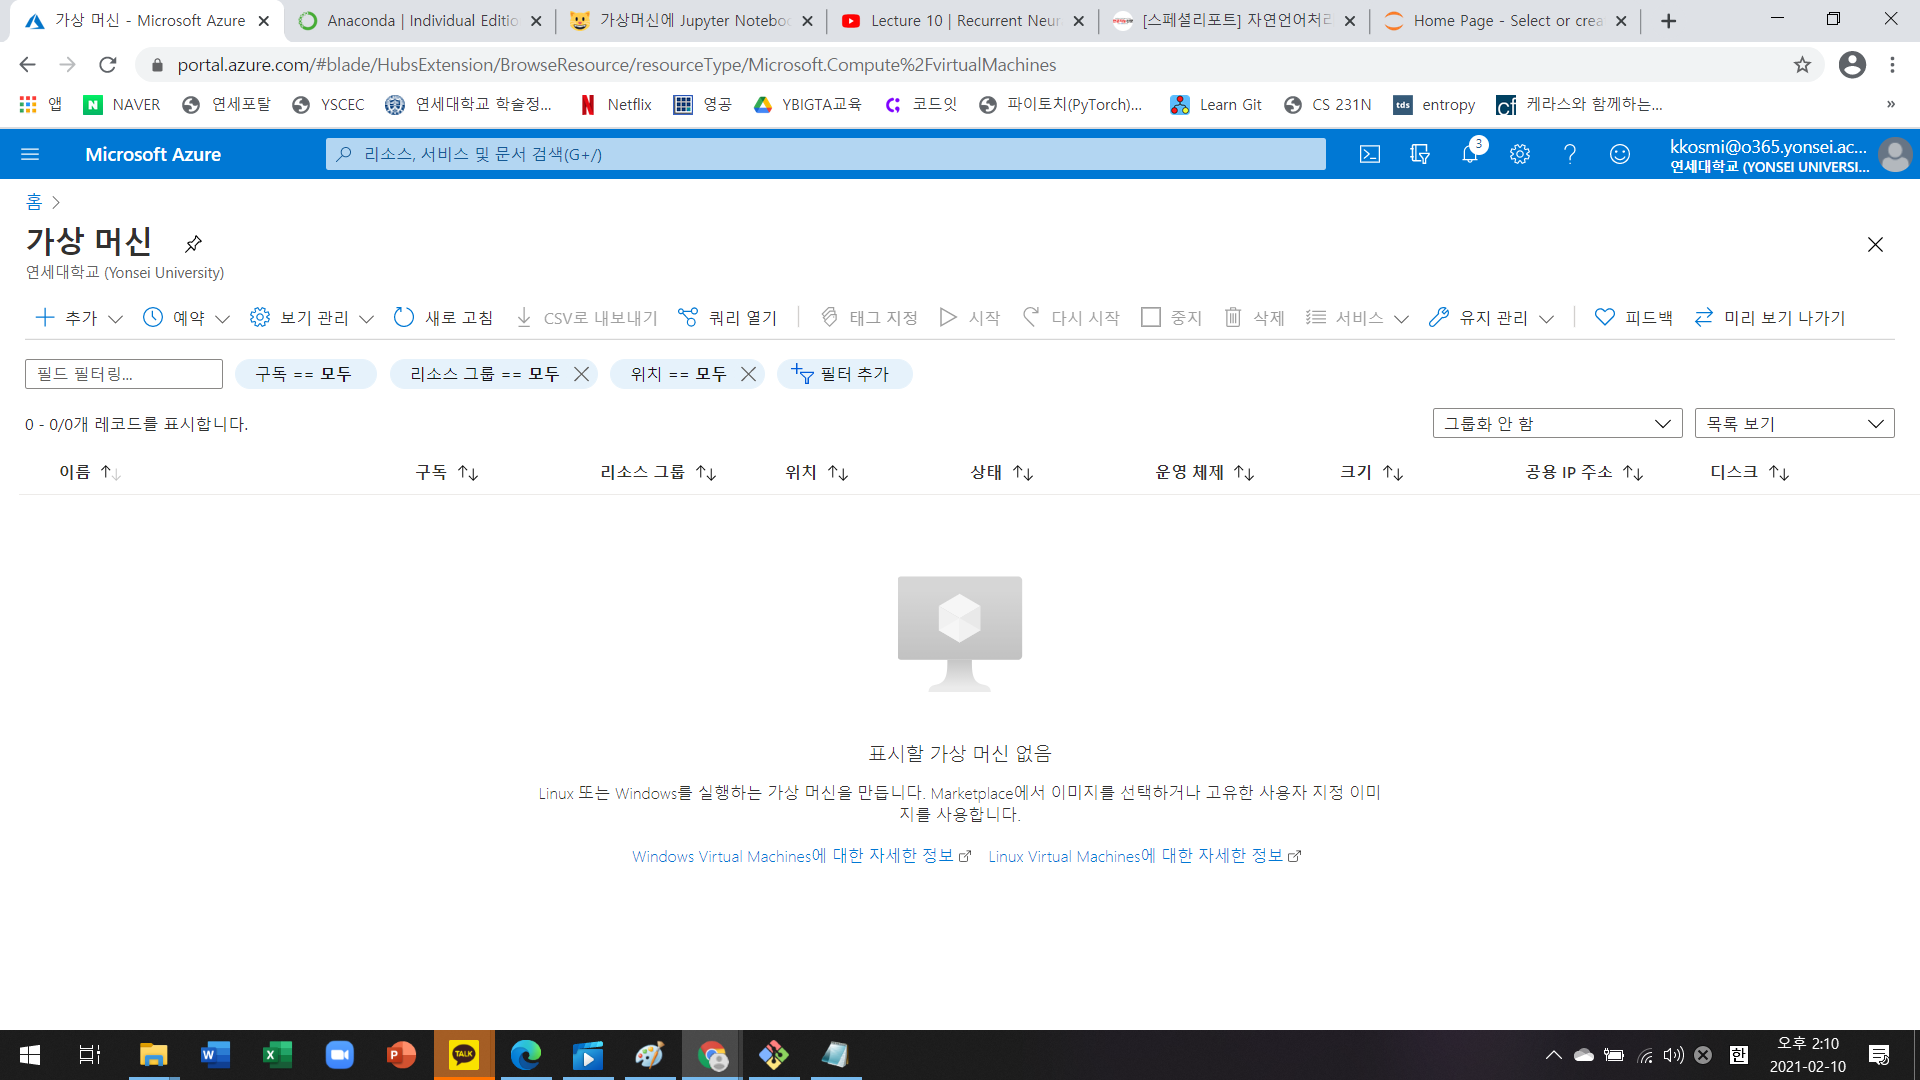 가상 머신 - Microsoft Azure
Anaconda | Individual Editio
가상머신에 Jupyter Notebo
Lecture 10 | Recurrent Neur
[스페셜리포트] 자연언어처리
Home Page - Select or crea
portal.azure.com/#blade/HubsExtension/BrowseResource/resourceType/Microsoft.Compute%2FvirtualMachines
앱 NAVER 연세포탈 YSCEC 연세대학교 학술정... Netflix 영공 YBIGTA교육 코드잇 파이토치(PyTorch)... Learn Git CS 231N tds entropy cf 케라스와 함께하는... »
Microsoft Azure
리소스, 서비스 및 문서 검색(G+/)
3
kkosmi@o365.yonsei.ac...
연세대학교 (YONSEI UNIVERSI...
홈 >
가상 머신
연세대학교 (Yonsei University)
추가 예약 보기 관리 새로 고침 CSV로 내보내기 쿼리 열기 태그 지정 시작 다시 시작 중지 삭제 서비스 유지 관리 피드백 미리 보기 나가기
필드 필터링... 구독 == 모두 리소스 그룹 == 모두 위치 == 모두 필터 추가
0 - 0/0개 레코드를 표시합니다.
그룹화 안 함 목록 보기
이름 구독 리소스 그룹 위치 상태 운영 체제 크기 공용 IP 주소 디스크
표시할 가상 머신 없음
Linux 또는 Windows를 실행하는 가상 머신을 만듭니다. Marketplace에서 이미지를 선택하거나 고유한 사용자 지정 이미
지를 사용합니다.
Windows Virtual Machines에 대한 자세한 정보 Linux Virtual Machines에 대한 자세한 정보
TALK
한
오후 2:10
2021-02-10